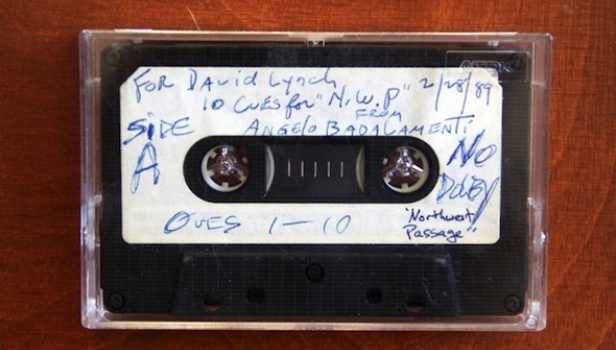 FOR DAVID Lynch 2/28/89
10 CUES for "N.W.P"
FROM
SiDE ANGElo BADALAMENTi
A
NO
DOLBY
CUES 1—10
"Northwest
Passage"
TDK